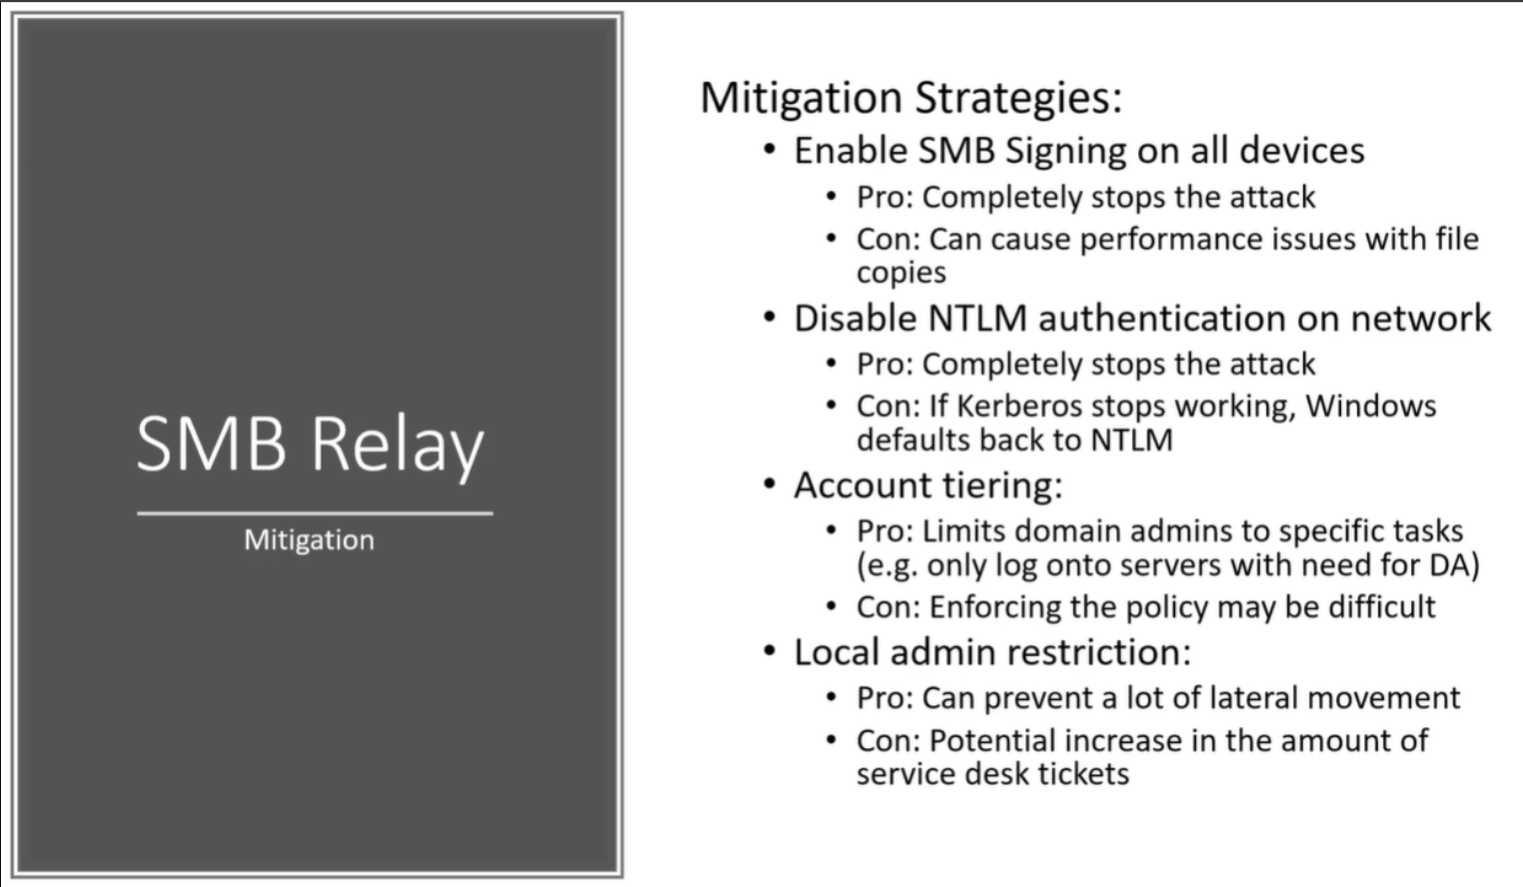 SMB Relay
Mitigation
Mitigation Strategies:
• Enable SMB Signing on all devices
• Pro: Completely stops the attack
• Con: Can cause performance issues with file
copies
• Disable NTLM authentication on network
• Pro: Completely stops the attack
• Con: If Kerberos stops working, Windows
defaults back to NTLM
• Account tiering:
• Pro: Limits domain admins to specific tasks
(e.g. only log onto servers with need for DA)
• Con: Enforcing the policy may be difficult
• Local admin restriction:
• Pro: Can prevent a lot of lateral movement
• Con: Potential increase in the amount of
service desk tickets